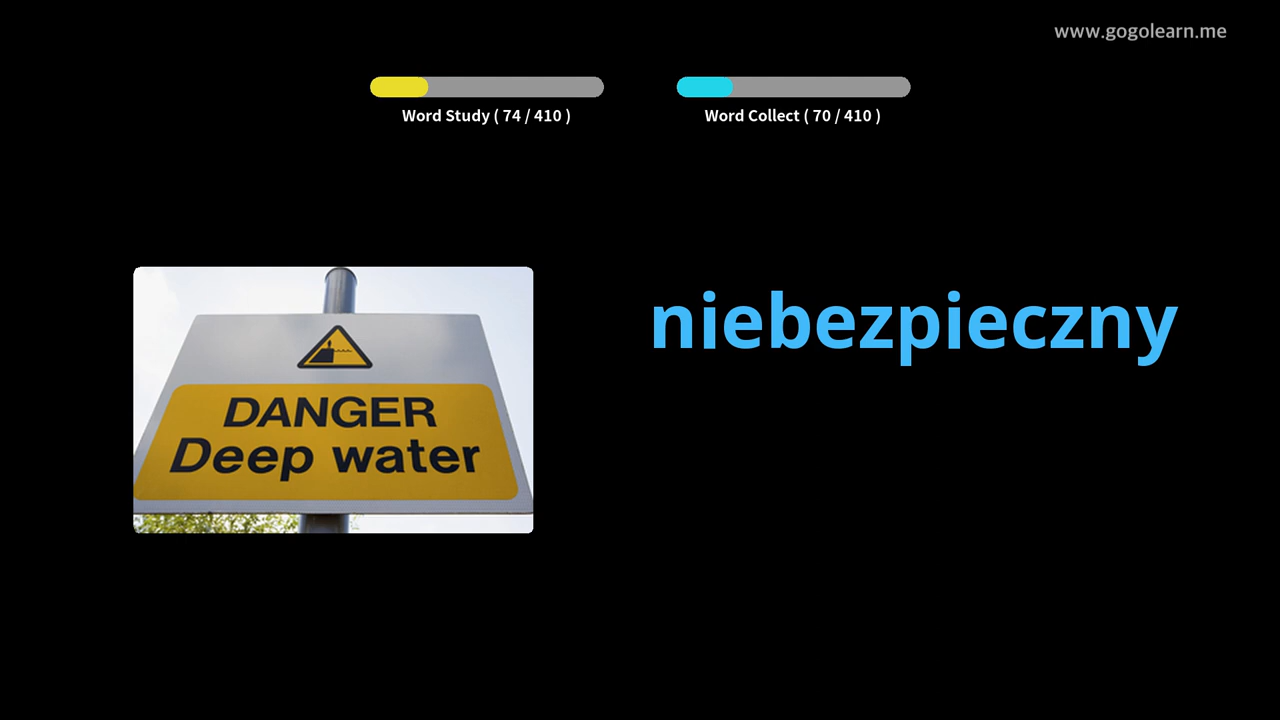 www.gogolearn.me
Word Study ( 74 / 410 )
Word Collect ( 70 / 410 )
niebezpieczny
DANGER
Deep water